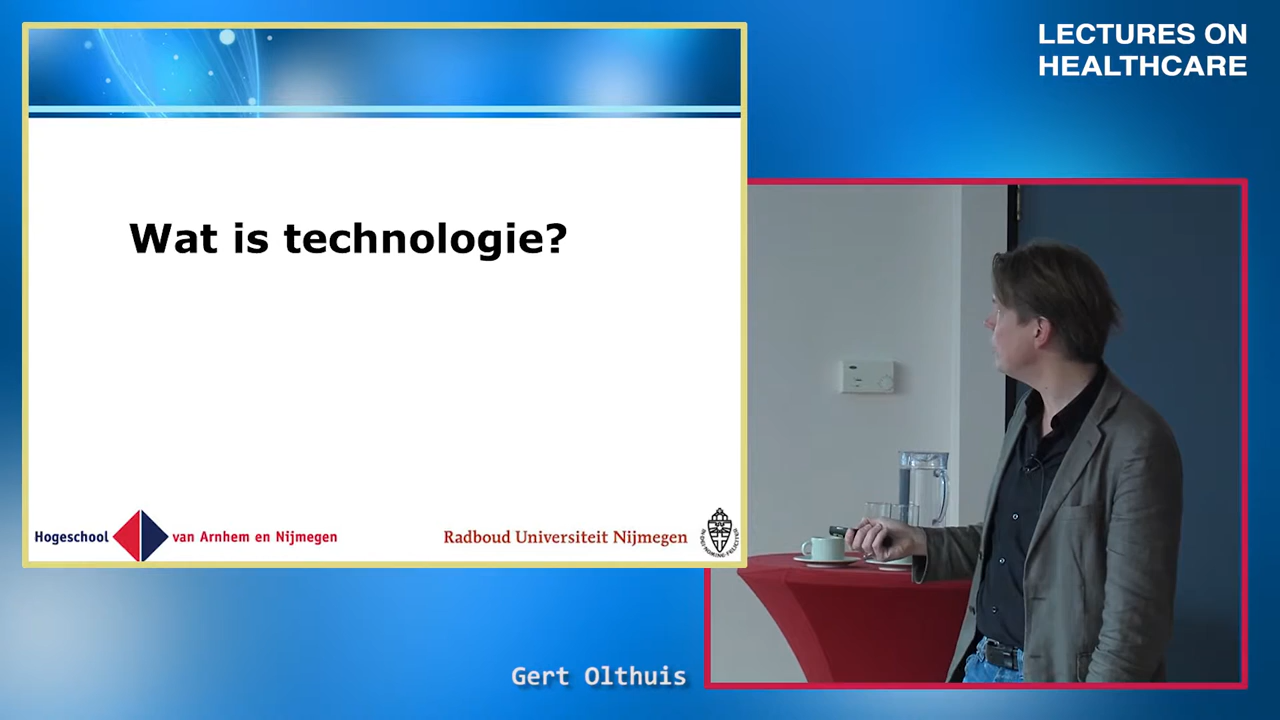 LECTURES ON
HEALTHCARE
Wat is technologie?
Hogeschool van Arnhem en Nijmegen
Radboud Universiteit Nijmegen
Gert Olthuis